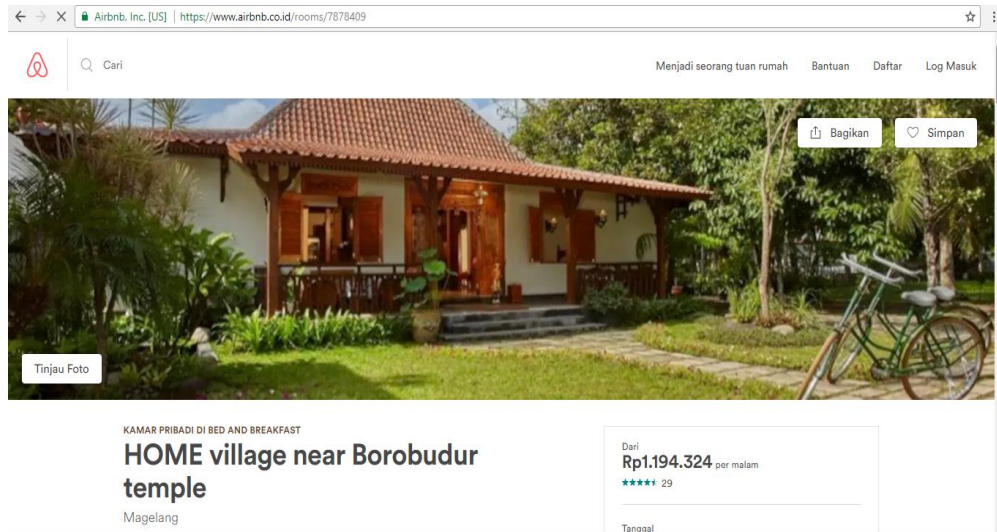 Airbnb, Inc. [US] | https://www.airbnb.co.id/rooms/7878409
Cari
Menjadi seorang tuan rumah Bantuan Daftar Log Masuk
Bagikan Simpan
Tinjau Foto
KAMAR PRIBADI DI BED AND BREAKFAST
HOME village near Borobudur
temple
Magelang
Dari
Rp1.194.324 per malam
29
Tanggal